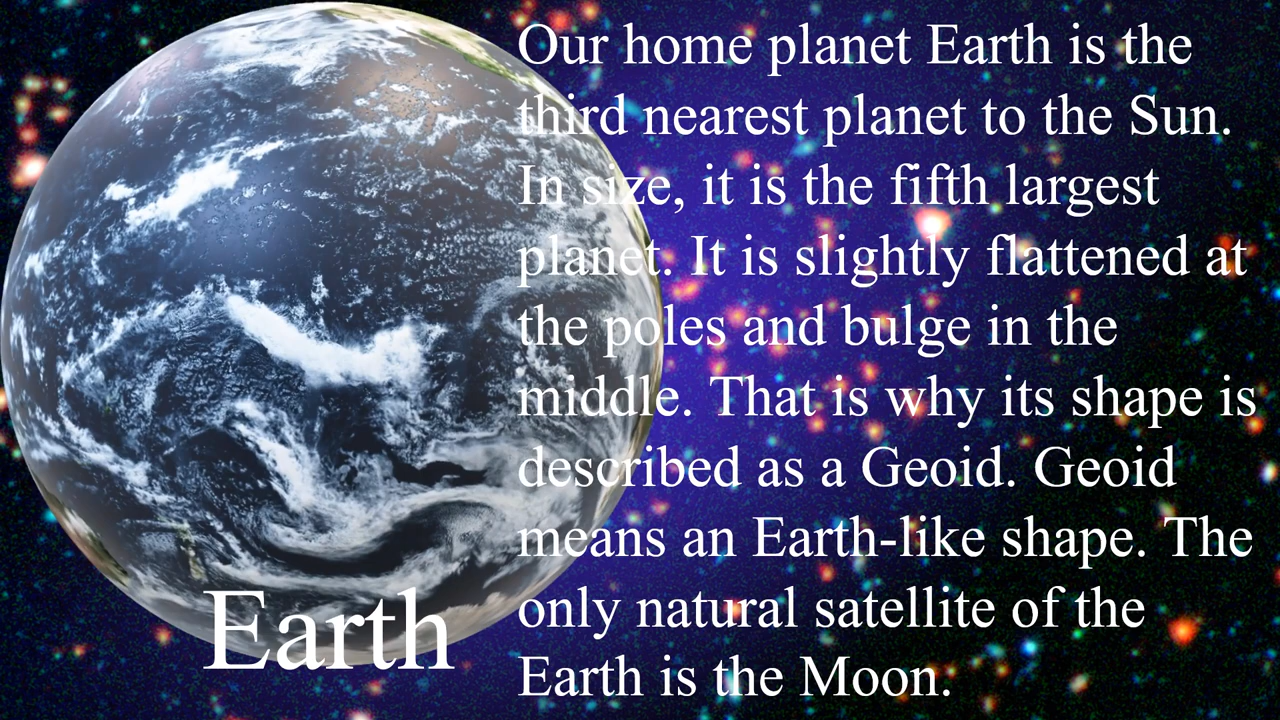 Our home planet Earth is the
third nearest planet to the Sun.
In size, it is the fifth largest
planet. It is slightly flattened at
the poles and bulge in the
middle. That is why its shape is
described as a Geoid. Geoid
means an Earth-like shape. The
only natural satellite of the
Earth is the Moon.
Earth